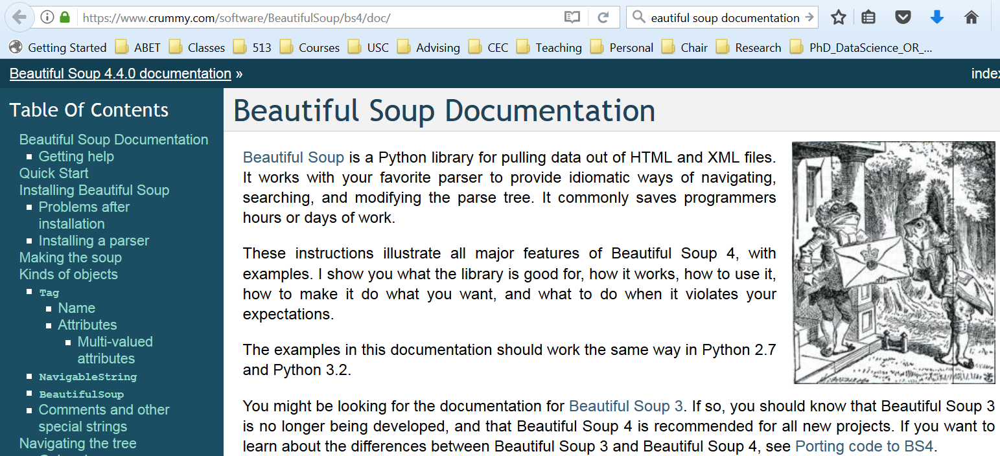 https://www.crummy.com/software/BeautifulSoup/bs4/doc/
eautiful soup documentation
Getting Started ABET Classes 513 Courses USC Advising CEC Teaching Personal Chair Research PhD_DataScience_OR_...
Beautiful Soup 4.4.0 documentation »
index
Table Of Contents
Beautiful Soup Documentation
Getting help
Quick Start
Installing Beautiful Soup
Problems after
installation
Installing a parser
Making the soup
Kinds of objects
Tag
Name
Attributes
Multi-valued
attributes
NavigableString
BeautifulSoup
Comments and other
special strings
Navigating the tree
Beautiful Soup Documentation
Beautiful Soup is a Python library for pulling data out of HTML and XML files.
It works with your favorite parser to provide idiomatic ways of navigating,
searching, and modifying the parse tree. It commonly saves programmers
hours or days of work.
These instructions illustrate all major features of Beautiful Soup 4, with
examples. I show you what the library is good for, how it works, how to use it,
how to make it do what you want, and what to do when it violates your
expectations.
The examples in this documentation should work the same way in Python 2.7
and Python 3.2.
You might be looking for the documentation for Beautiful Soup 3. If so, you should know that Beautiful Soup 3
is no longer being developed, and that Beautiful Soup 4 is recommended for all new projects. If you want to
learn about the differences between Beautiful Soup 3 and Beautiful Soup 4, see Porting code to BS4.